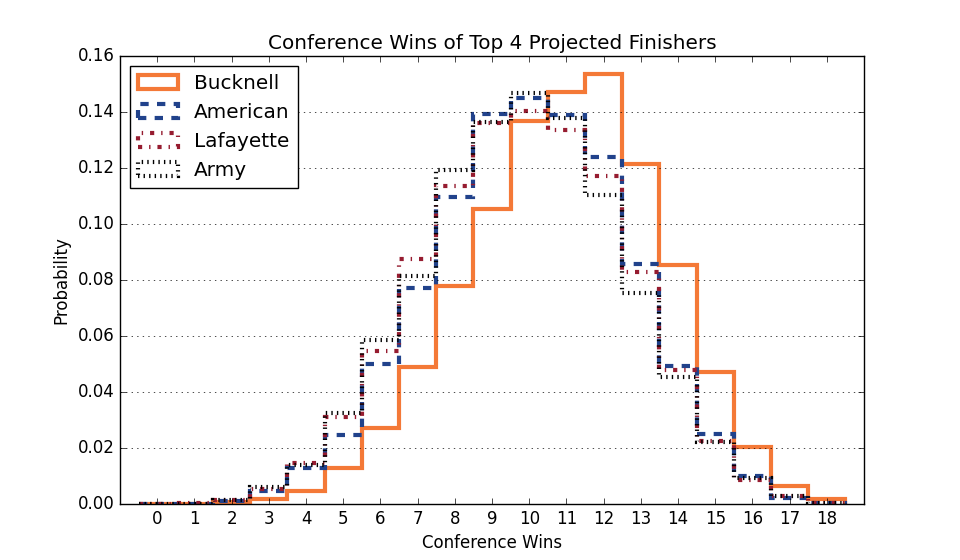 Conference Wins of Top 4 Projected Finishers
0.16
0.14
0.12
0.10
0.08
0.06
0.04
0.02
0.00
Probability
Bucknell
American
Lafayette
Army
0 1 2 3 4 5 6 7 8 9 10 11 12 13 14 15 16 17 18
Conference Wins